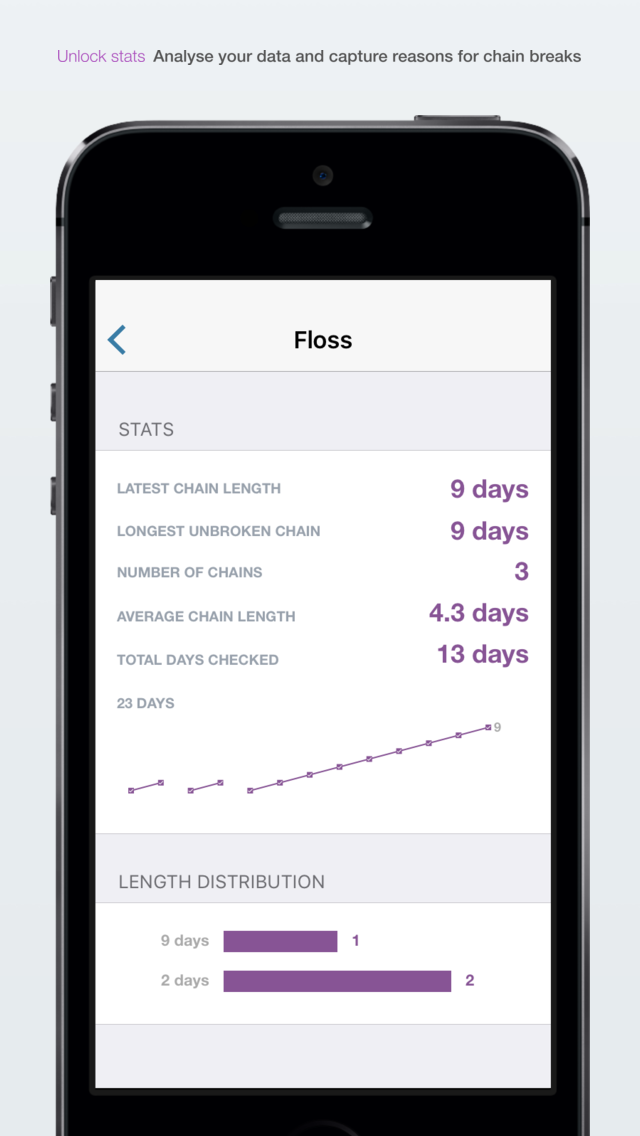 Unlock stats Analyse your data and capture reasons for chain breaks
Floss
STATS
LATEST CHAIN LENGTH 9 days
LONGEST UNBROKEN CHAIN 9 days
NUMBER OF CHAINS 3
AVERAGE CHAIN LENGTH 4.3 days
TOTAL DAYS CHECKED 13 days
23 DAYS
9
LENGTH DISTRIBUTION
9 days 1
2 days 2